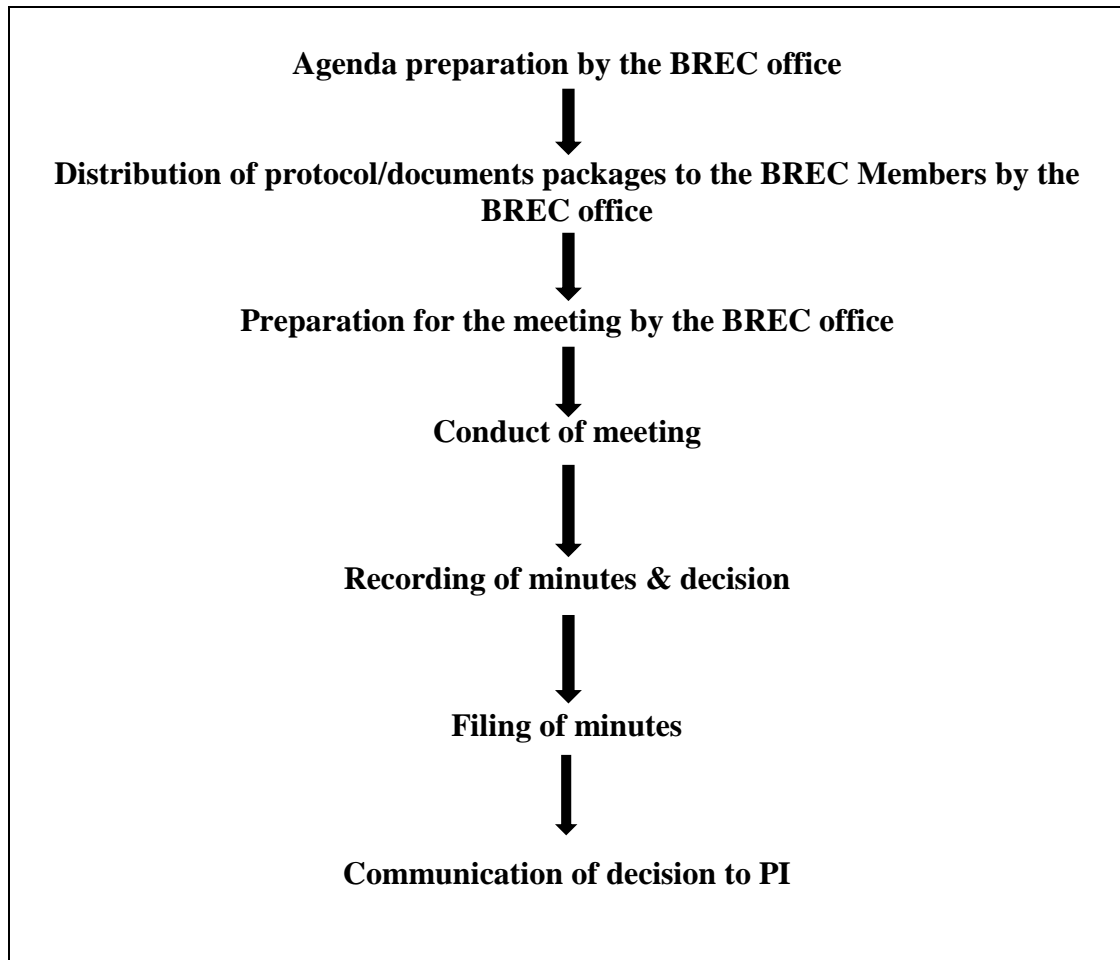 Agenda preparation by the BREC office
Distribution of protocol/documents packages to the BREC Members by the
BREC office
Preparation for the meeting by the BREC office
Conduct of meeting
Recording of minutes & decision
Filing of minutes
Communication of decision to PI